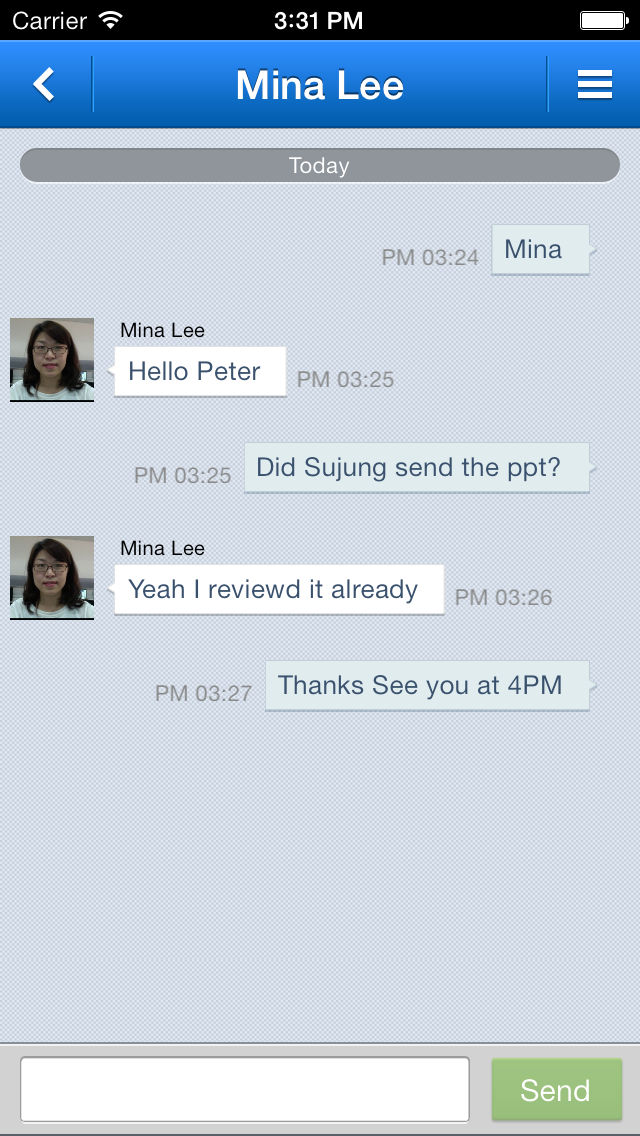 Carrier 3:31 PM
Mina Lee
Today
PM 03:24 Mina
Mina Lee
Hello Peter PM 03:25
PM 03:25 Did Sujung send the ppt?
Mina Lee
Yeah I reviewd it already PM 03:26
PM 03:27 Thanks See you at 4PM
Send